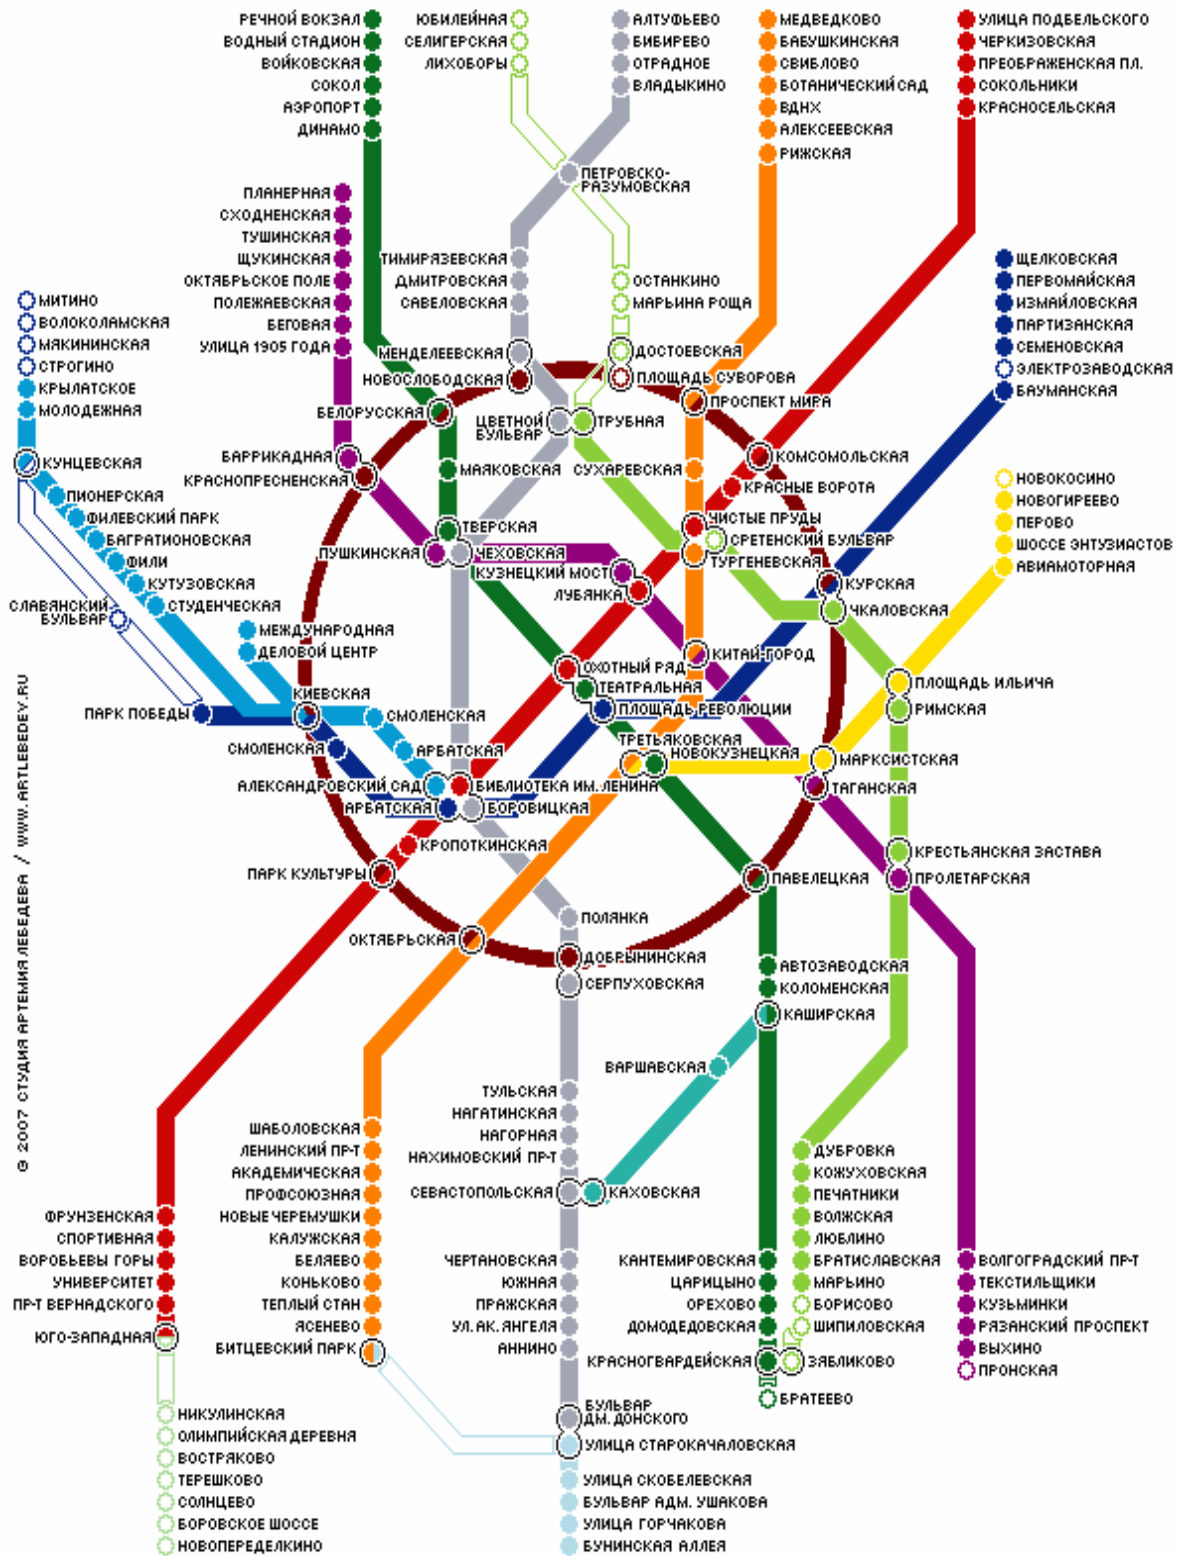 РЕЧНОЙ ВОКЗАЛ
ВОДНЫЙ СТАДИОН
ВОЙКОВСКАЯ
СОКОЛ
АЭРОПОРТ
ДИНАМО
ЮБИЛЕЙНАЯ
СЕЛИГЕРСКАЯ
ЛИХОБОРЫ
АЛТУФЬЕВО
БИБИРЕВО
ОТРАДНОЕ
ВЛАДЫКИНО
МЕДВЕДКОВО
БАБУШКИНСКАЯ
СВИБЛОВО
БОТАНИЧЕСКИЙ САД
ВДНХ
АЛЕКСЕЕВСКАЯ
РИЖСКАЯ
УЛИЦА ПОДБЕЛЬСКОГО
ЧЕРКИЗОВСКАЯ
ПРЕОБРАЖЕНСКАЯ ПЛ.
СОКОЛЬНИКИ
КРАСНОСЕЛЬСКАЯ
ПЕТРОВСКО-
РАЗУМОВСКАЯ
ПЛАНЕРНАЯ
СХОДНЕНСКАЯ
ТУШИНСКАЯ
ЩУКИНСКАЯ
ОКТЯБРЬСКОЕ ПОЛЕ
ПОЛЕЖАЕВСКАЯ
БЕГОВАЯ
УЛИЦА 1905 ГОДА
ТИМИРЯЗЕВСКАЯ
ДМИТРОВСКАЯ
САВЕЛОВСКАЯ
МЕНДЕЛЕЕВСКАЯ
НОВОСЛОБОДСКАЯ
ОСТАНКИНО
МАРЬИНА РОЩА
ДОСТОЕВСКАЯ
ПЛОЩАДЬ СУВОРОВА
ПРОСПЕКТ МИРА
ЩЕЛКОВСКАЯ
ПЕРВОМАЙСКАЯ
ИЗМАЙЛОВСКАЯ
ПАРТИЗАНСКАЯ
СЕМЕНОВСКАЯ
ЭЛЕКТРОЗАВОДСКАЯ
БАУМАНСКАЯ
МИТИНО
ВОЛОКОЛАМСКАЯ
МЯКИНИНСКАЯ
СТРОГИНО
КРЫЛАТСКОЕ
МОЛОДЕЖНАЯ
КУНЦЕВСКАЯ
ПИОНЕРСКАЯ
ФИЛЕВСКИЙ ПАРК
БАГРАТИОНОВСКАЯ
ФИЛИ
КУТУЗОВСКАЯ
СТУДЕНЧЕСКАЯ
СЛАВЯНСКИЙ
БУЛЬВАР
МЕЖДУНАРОДНАЯ
ДЕЛОВОЙ ЦЕНТР
КИЕВСКАЯ
ПАРК ПОБЕДЫ
БЕЛОРУССКАЯ
БАРРИКАДНАЯ
КРАСНОПРЕСНЕНСКАЯ
МАЯКОВСКАЯ
ЦВЕТНОЙ
БУЛЬВАР
ТРУБНАЯ
СУХАРЕВСКАЯ
КОМСОМОЛЬСКАЯ
КРАСНЫЕ ВОРОТА
ЧИСТЫЕ ПРУДЫ
СРЕТЕНСКИЙ БУЛЬВАР
ТУРГЕНЕВСКАЯ
ТВЕРСКАЯ
ПУШКИНСКАЯ
ЧЕХОВСКАЯ
КУЗНЕЦКИЙ МОСТ
ЛУБЯНКА
НОВОКОСИНО
НОВОГИРЕЕВО
ПЕРОВО
ШОССЕ ЭНТУЗИАСТОВ
АВИАМОТОРНАЯ
КУРСКАЯ
ЧКАЛОВСКАЯ
КИТАЙ-ГОРОД
ОХОТНЫЙ РЯД
ТЕАТРАЛЬНАЯ
ПЛОЩАДЬ РЕВОЛЮЦИИ
ПЛОЩАДЬ ИЛЬИЧА
РИМСКАЯ
СМОЛЕНСКАЯ
СМОЛЕНСКАЯ
АРБАТСКАЯ
АЛЕКСАНДРОВСКИЙ САД
БИБЛИОТЕКА ИМ. ЛЕНИНА
АРБАТСКАЯ
БОРОВИЦКАЯ
ТРЕТЬЯКОВСКАЯ
НОВОКУЗНЕЦКАЯ
МАРКСИСТСКАЯ
ТАГАНСКАЯ
КРОПОТКИНСКАЯ
ПАРК КУЛЬТУРЫ
ОКТЯБРЬСКАЯ
ПОЛЯНКА
ДОБРЫНИНСКАЯ
СЕРПУХОВСКАЯ
ПАВЕЛЕЦКАЯ
КРЕСТЬЯНСКАЯ ЗАСТАВА
ПРОЛЕТАРСКАЯ
АВТОЗАВОДСКАЯ
КОЛОМЕНСКАЯ
КАШИРСКАЯ
ВАРШАВСКАЯ
КАХОВСКАЯ
ТУЛЬСКАЯ
НАГАТИНСКАЯ
НАГОРНАЯ
НАХИМОВСКИЙ ПР-Т
СЕВАСТОПОЛЬСКАЯ
ЧЕРТАНОВСКАЯ
ЮЖНАЯ
ПРАЖСКАЯ
УЛ. АК. ЯНГЕЛЯ
АННИНО
БУЛЬВАР
ДМ. ДОНСКОГО
УЛИЦА СТАРОКАЧАЛОВСКАЯ
УЛИЦА СКОБЕЛЕВСКАЯ
БУЛЬВАР АДМ. УШАКОВА
УЛИЦА ГОРЧАКОВА
БУНИНСКАЯ АЛЛЕЯ
ШАБОЛОВСКАЯ
ЛЕНИНСКИЙ ПР-Т
АКАДЕМИЧЕСКАЯ
ПРОФСОЮЗНАЯ
НОВЫЕ ЧЕРЕМУШКИ
КАЛУЖСКАЯ
БЕЛЯЕВО
КОНЬКОВО
ТЕПЛЫЙ СТАН
ЯСЕНЕВО
БИТЦЕВСКИЙ ПАРК
ФРУНЗЕНСКАЯ
СПОРТИВНАЯ
ВОРОБЬЕВЫ ГОРЫ
УНИВЕРСИТЕТ
ПР-Т ВЕРНАДСКОГО
ЮГО-ЗАПАДНАЯ
НИКУЛИНСКАЯ
ОЛИМПИЙСКАЯ ДЕРЕВНЯ
ВОСТРЯКОВО
ТЕРЕШКОВО
СОЛНЦЕВО
БОРОВСКОЕ ШОССЕ
НОВОПЕРЕДЕЛКИНО
КАНТЕМИРОВСКАЯ
ЦАРИЦЫНО
ОРЕХОВО
ДОМОДЕДОВСКАЯ
КРАСНОГВАРДЕЙСКАЯ
БРАТЕЕВО
ДУБРОВКА
КОЖУХОВСКАЯ
ПЕЧАТНИКИ
ВОЛЖСКАЯ
ЛЮБЛИНО
БРАТИСЛАВСКАЯ
МАРЬИНО
БОРИСОВО
ШИПИЛОВСКАЯ
ЗЯБЛИКОВО
ВОЛГОГРАДСКИЙ ПР-Т
ТЕКСТИЛЬЩИКИ
КУЗЬМИНКИ
РЯЗАНСКИЙ ПРОСПЕКТ
ВЫХИНО
ПРОНСКАЯ
© 2007 СТУДИЯ АРТЕМИЯ ЛЕБЕДЕВА / WWW.ARTLEBEDEV.RU